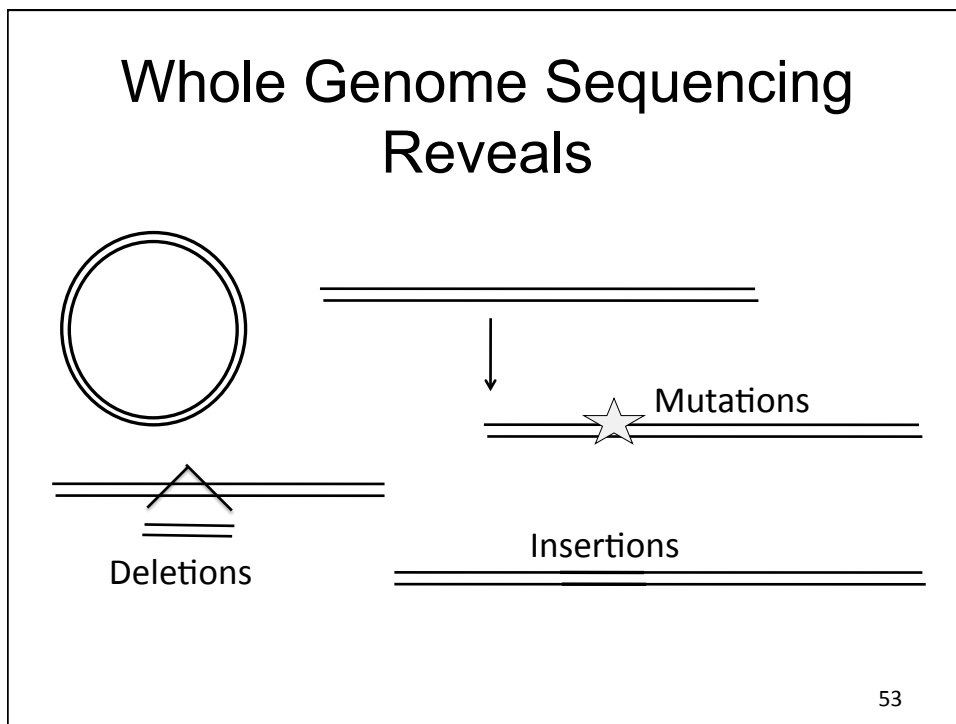 Whole Genome Sequencing
Reveals
Mutations
Insertions
Deletions
53